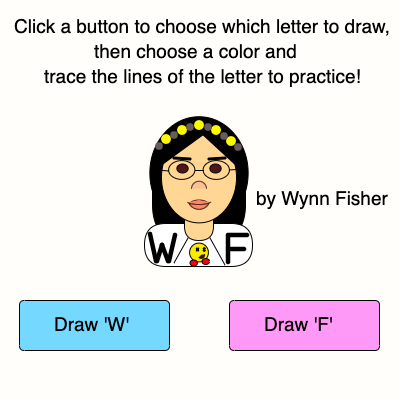 Click a button to choose which letter to draw,
then choose a color and
trace the lines of the letter to practice!
by Wynn Fisher
W F
Draw 'W'
Draw 'F'